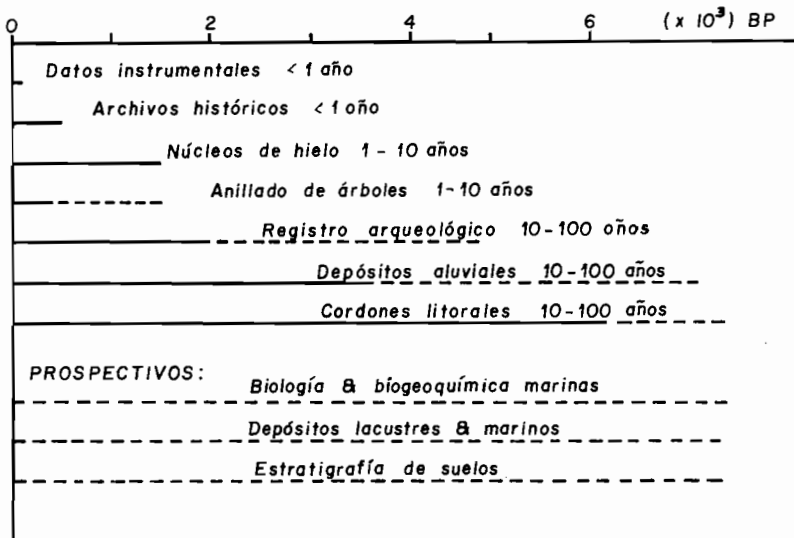 0 2 4 6 (x 10³) BP
Datos instrumentales < 1 año
Archivos históricos < 1 oño
Núcleos de hielo 1 - 10 años
Anillado de árboles 1-10 años
Registro arqueológico 10-100 oños
Depósitos aluviales 10-100 años
Cordones litorales 10-100 años
PROSPECTIVOS:
Biología & biogeoquímica marinas
Depósitos lacustres & marinos
Estratigrafía de suelos